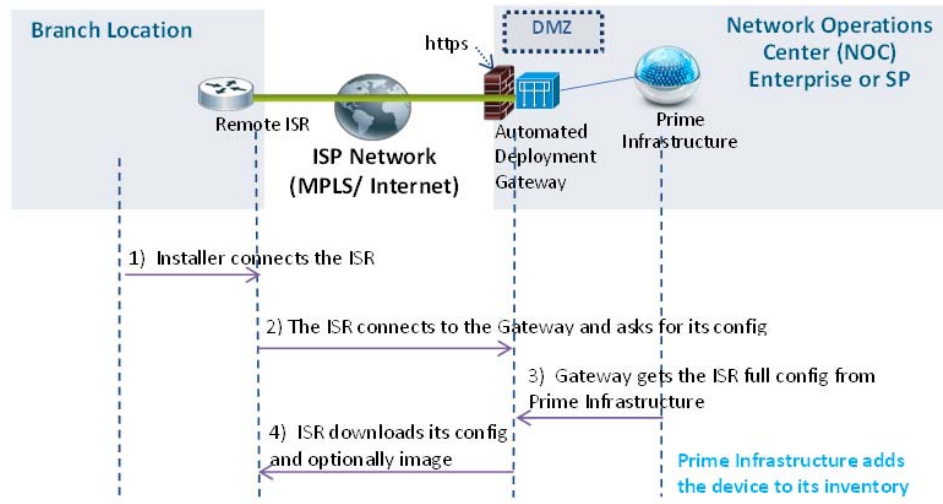 Branch Location
https
DMZ
Network Operations
Center (NOC)
Enterprise or SP
Remote ISR
ISP Network
(MPLS/ Internet)
Automated
Deployment
Gateway
Prime
Infrastructure
1) Installer connects the ISR
2) The ISR connects to the Gateway and asks for its config
3) Gateway gets the ISR full config from
Prime Infrastructure
4) ISR downloads its config
and optionally image
Prime Infrastructure adds
the device to its inventory